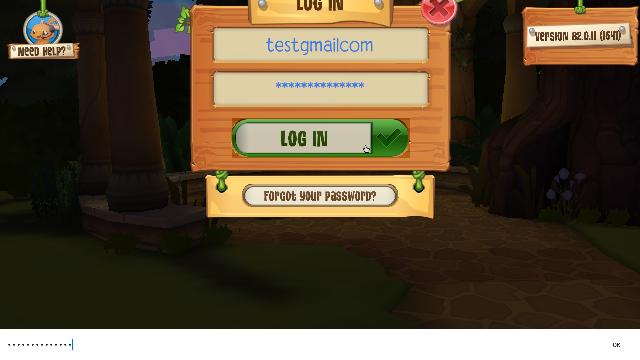 LOG IN
NEED HELP?
VERSION 82.0.11 (1641)
testgmailcom
**************
LOG IN
FORGOT YOUR PASSWORD?
..............
OK